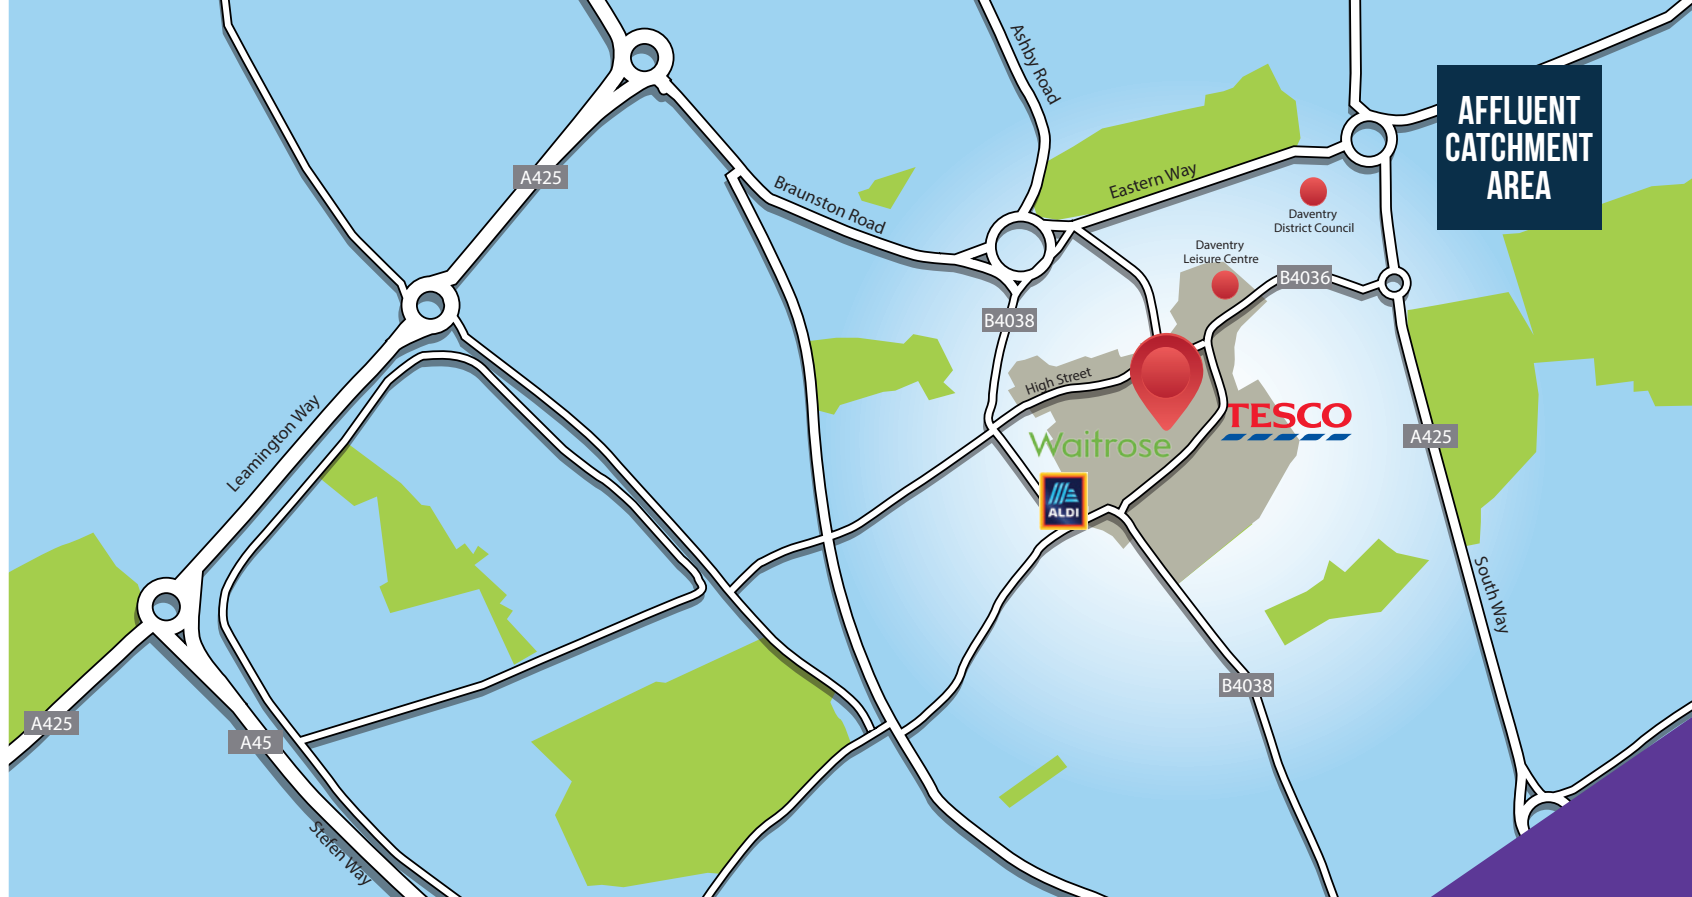 Ashby Road
AFFLUENT
CATCHMENT
AREA
A425
Braunston Road
Eastern Way
Daventry
District Council
Daventry
Leisure Centre
B4036
B4038
High Street
TESCO
Waitrose
A425
Leamington Way
ALDI
South Way
B4038
A425
A45
Stefen Way